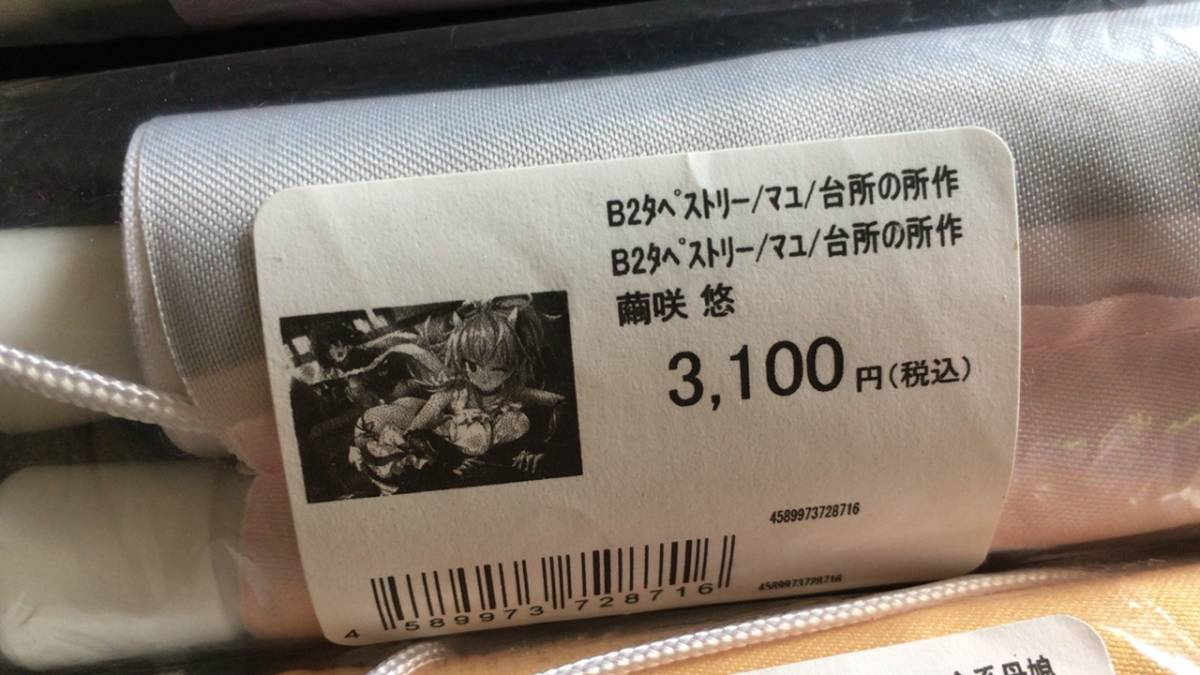 B2ﾀﾍﾟｽﾄﾘｰ/マユ/台所の所作
B2ﾀﾍﾟｽﾄﾘｰ/マユ/台所の所作
繭咲 悠
3,100円(税込)
4589973728716
4 589973 728716
4589973728716
母娘